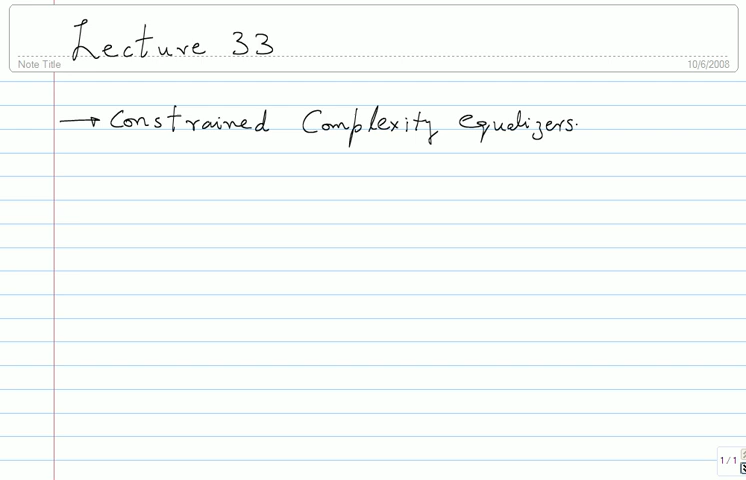 Lecture 33
Note Title
10/6/2008
→ Constrained Complexity equalizers.
1 / 1